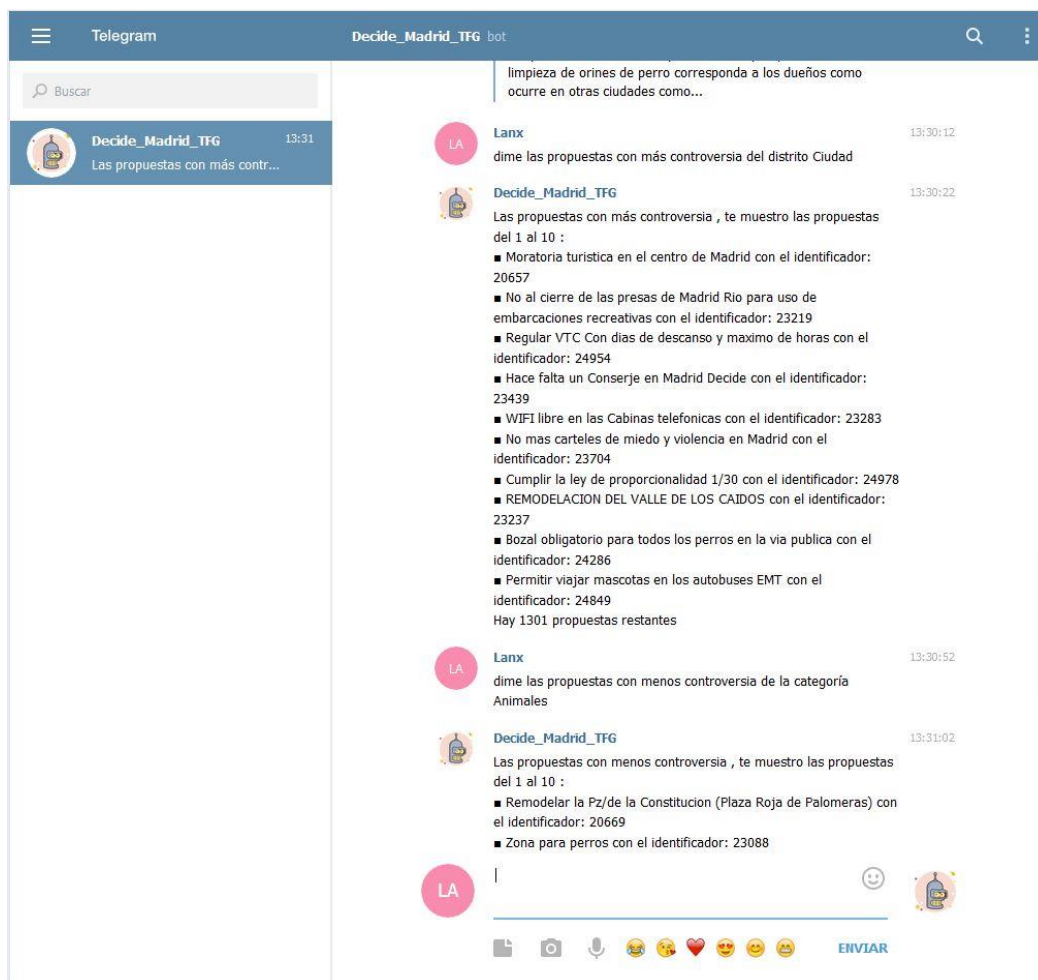 Telegram
Decide_Madrid_TFG bot
Buscar
Decide_Madrid_TFG 13:31
Las propuestas con más contr...
limpieza de orines de perro corresponda a los dueños como
ocurre en otras ciudades como...
LA
Lanx 13:30:12
dime las propuestas con más controversia del distrito Ciudad
Decide_Madrid_TFG 13:30:22
Las propuestas con más controversia , te muestro las propuestas
del 1 al 10 :
■ Moratoria turistica en el centro de Madrid con el identificador:
20657
■ No al cierre de las presas de Madrid Rio para uso de
embarcaciones recreativas con el identificador: 23219
■ Regular VTC Con dias de descanso y maximo de horas con el
identificador: 24954
■ Hace falta un Conserje en Madrid Decide con el identificador:
23439
■ WIFI libre en las Cabinas telefonicas con el identificador: 23283
■ No mas carteles de miedo y violencia en Madrid con el
identificador: 23704
■ Cumplir la ley de proporcionalidad 1/30 con el identificador: 24978
■ REMODELACION DEL VALLE DE LOS CAIDOS con el identificador:
23237
■ Bozal obligatorio para todos los perros en la via publica con el
identificador: 24286
■ Permitir viajar mascotas en los autobuses EMT con el
identificador: 24849
Hay 1301 propuestas restantes
LA
Lanx 13:30:52
dime las propuestas con menos controversia de la categoría
Animales
Decide_Madrid_TFG 13:31:02
Las propuestas con menos controversia , te muestro las propuestas
del 1 al 10 :
■ Remodelar la Pz/de la Constitucion (Plaza Roja de Palomeras) con
el identificador: 20669
■ Zona para perros con el identificador: 23088
LA
ENVIAR